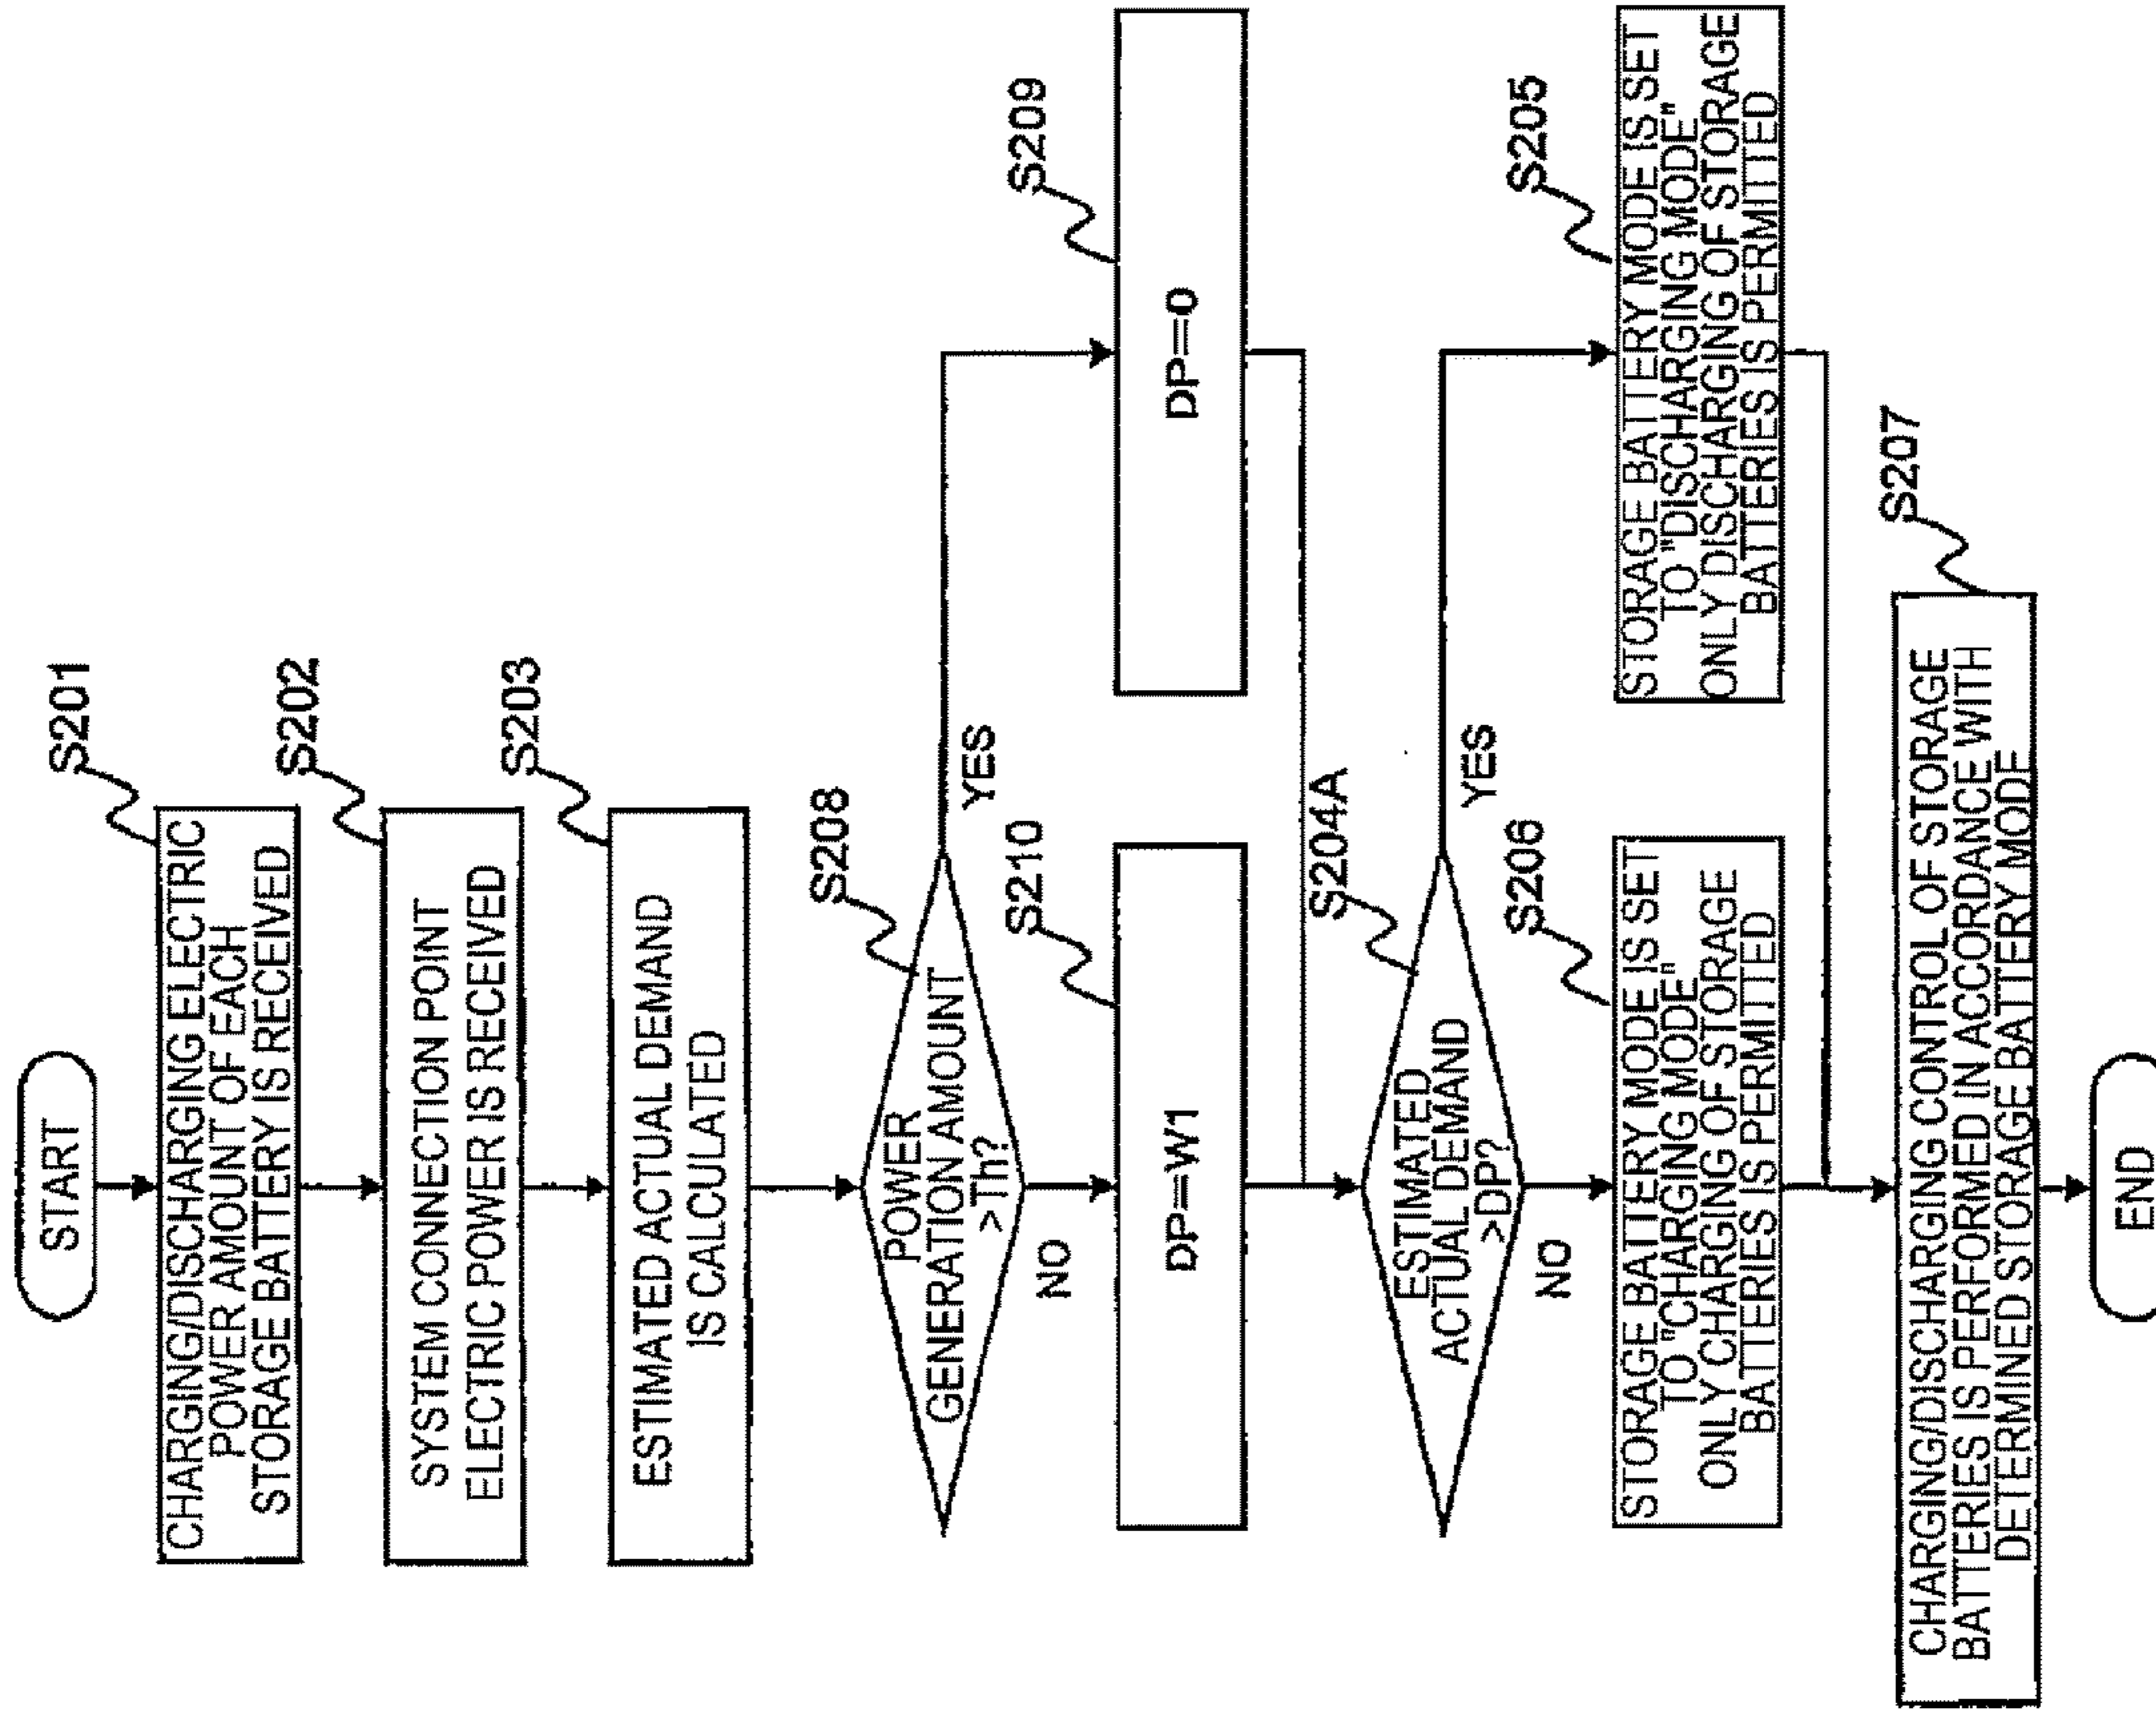 START
S201
CHARGING/DISCHARGING ELECTRIC
POWER AMOUNT OF EACH
STORAGE BATTERY IS RECEIVED
S202
SYSTEM CONNECTION POINT
ELECTRIC POWER IS RECEIVED
S203
ESTIMATED ACTUAL DEMAND
IS CALCULATED
S208
POWER
GENERATION AMOUNT
>Th?
YES
NO
S210
DP=W1
S209
DP=0
S204A
ESTIMATED
ACTUAL DEMAND
>DP?
YES
NO
S206
STORAGE BATTERY MODE IS SET
TO "CHARGING MODE"
ONLY CHARGING OF STORAGE
BATTERIES IS PERMITTED
S205
STORAGE BATTERY MODE IS SET
TO "DISCHARGING MODE"
ONLY DISCHARGING OF STORAGE
BATTERIES IS PERMITTED
S207
CHARGING/DISCHARGING CONTROL OF STORAGE
BATTERIES IS PERFORMED IN ACCORDANCE WITH
DETERMINED STORAGE BATTERY MODE
END